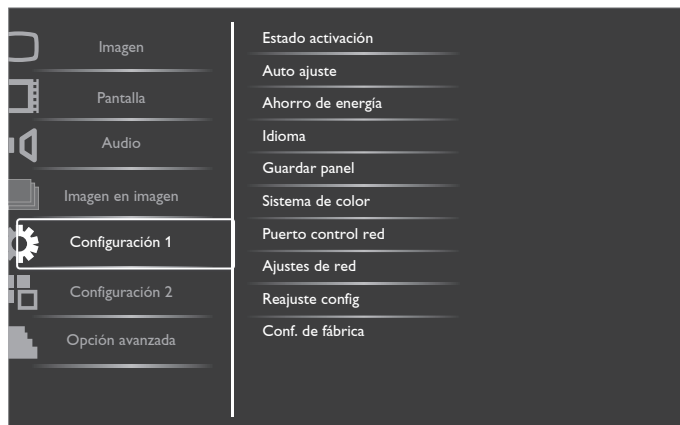 Imagen
Pantalla
Audio
Imagen en imagen
Configuración 1
Configuración 2
Opción avanzada
Estado activación
Auto ajuste
Ahorro de energía
Idioma
Guardar panel
Sistema de color
Puerto control red
Ajustes de red
Reajuste config
Conf. de fábrica